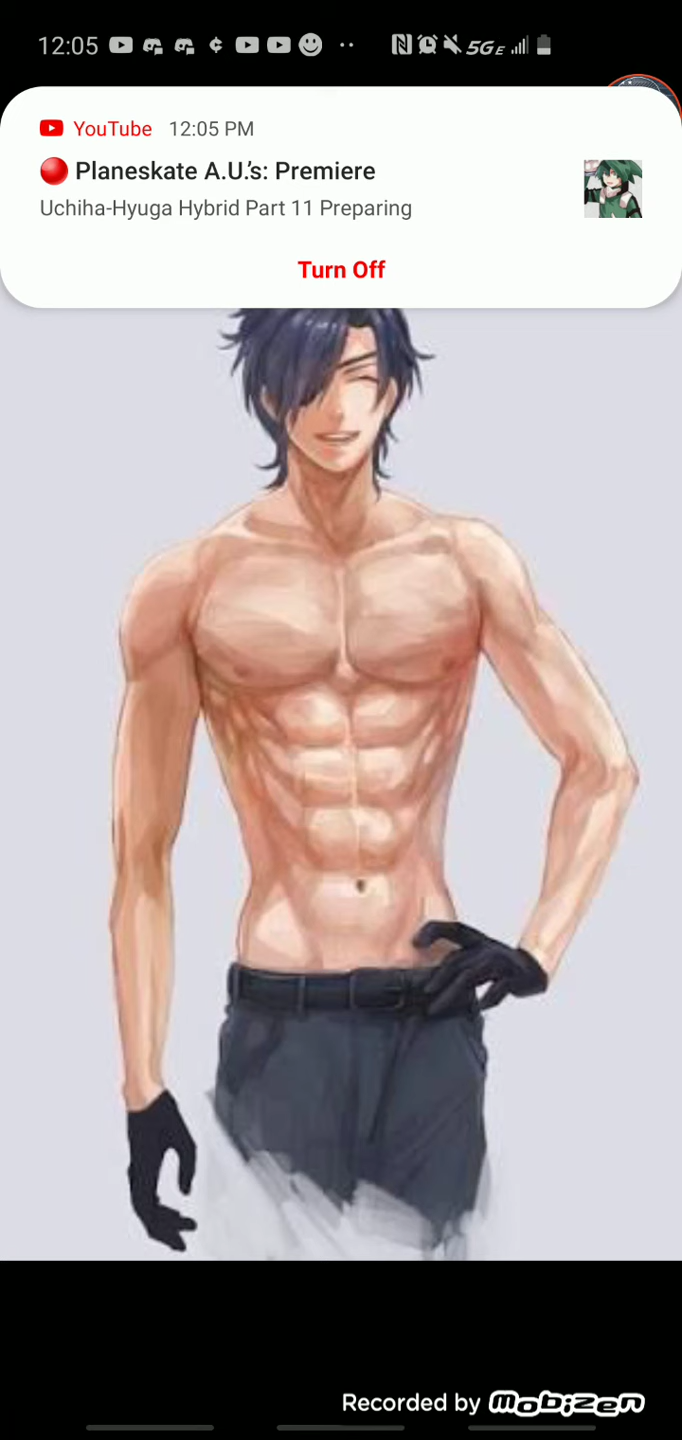 12:05 5GE
YouTube 12:05 PM
Planeskate A.U.'s: Premiere
Uchiha-Hyuga Hybrid Part 11 Preparing
Turn Off
Recorded by mobizen